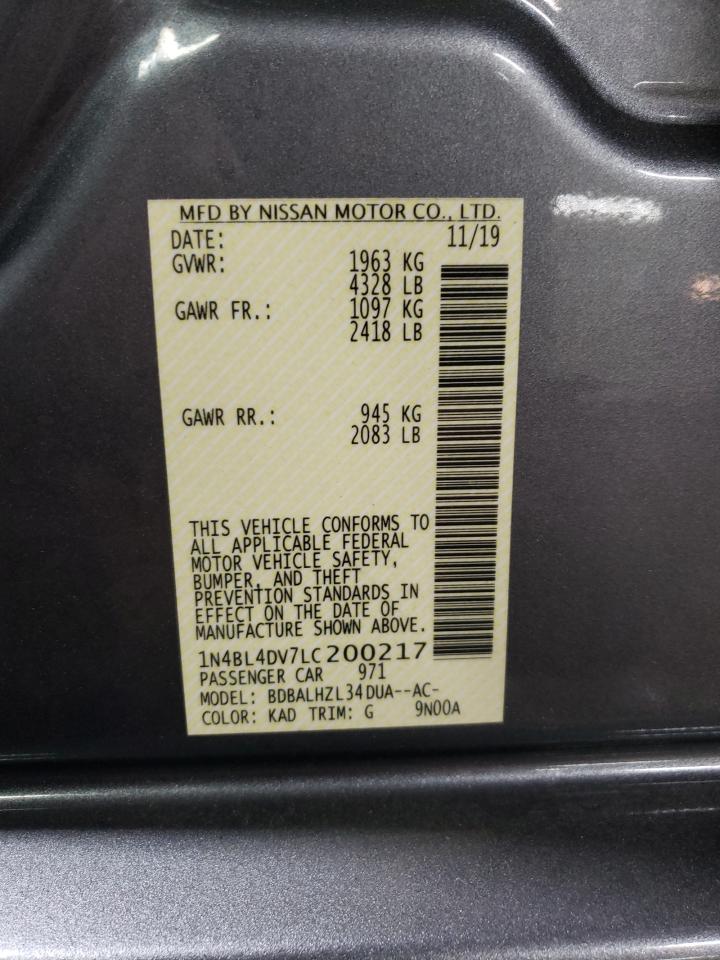 MFD BY NISSAN MOTOR CO., LTD.
DATE: 11/19
GVWR: 1963 KG
4328 LB
GAWR FR.: 1097 KG
2418 LB
GAWR RR.: 945 KG
2083 LB
THIS VEHICLE CONFORMS TO
ALL APPLICABLE FEDERAL
MOTOR VEHICLE SAFETY,
BUMPER, AND THEFT
PREVENTION STANDARDS IN
EFFECT ON THE DATE OF
MANUFACTURE SHOWN ABOVE.
1N4BL4DV7LC200217
PASSENGER CAR 971
MODEL: BDBALHZL34DUA--AC-
COLOR: KAD TRIM: G 9N00A